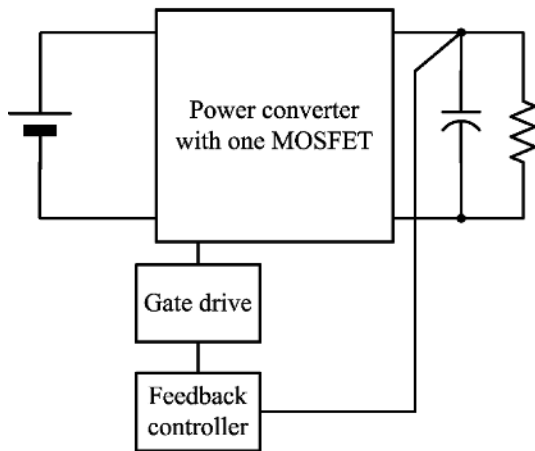 Power converter
with one MOSFET
Gate drive
Feedback
controller